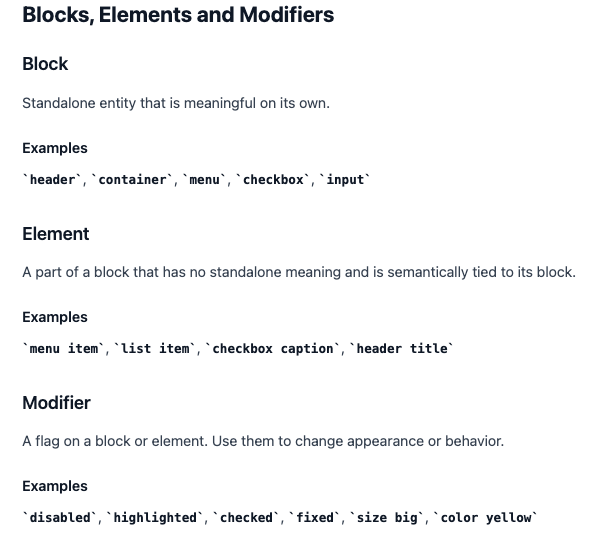 Blocks, Elements and Modifiers
Block
Standalone entity that is meaningful on its own.
Examples
`header`, `container`, `menu`, `checkbox`, `input`
Element
A part of a block that has no standalone meaning and is semantically tied to its block.
Examples
`menu item`, `list item`, `checkbox caption`, `header title`
Modifier
A flag on a block or element. Use them to change appearance or behavior.
Examples
`disabled`, `highlighted`, `checked`, `fixed`, `size big`, `color yellow`